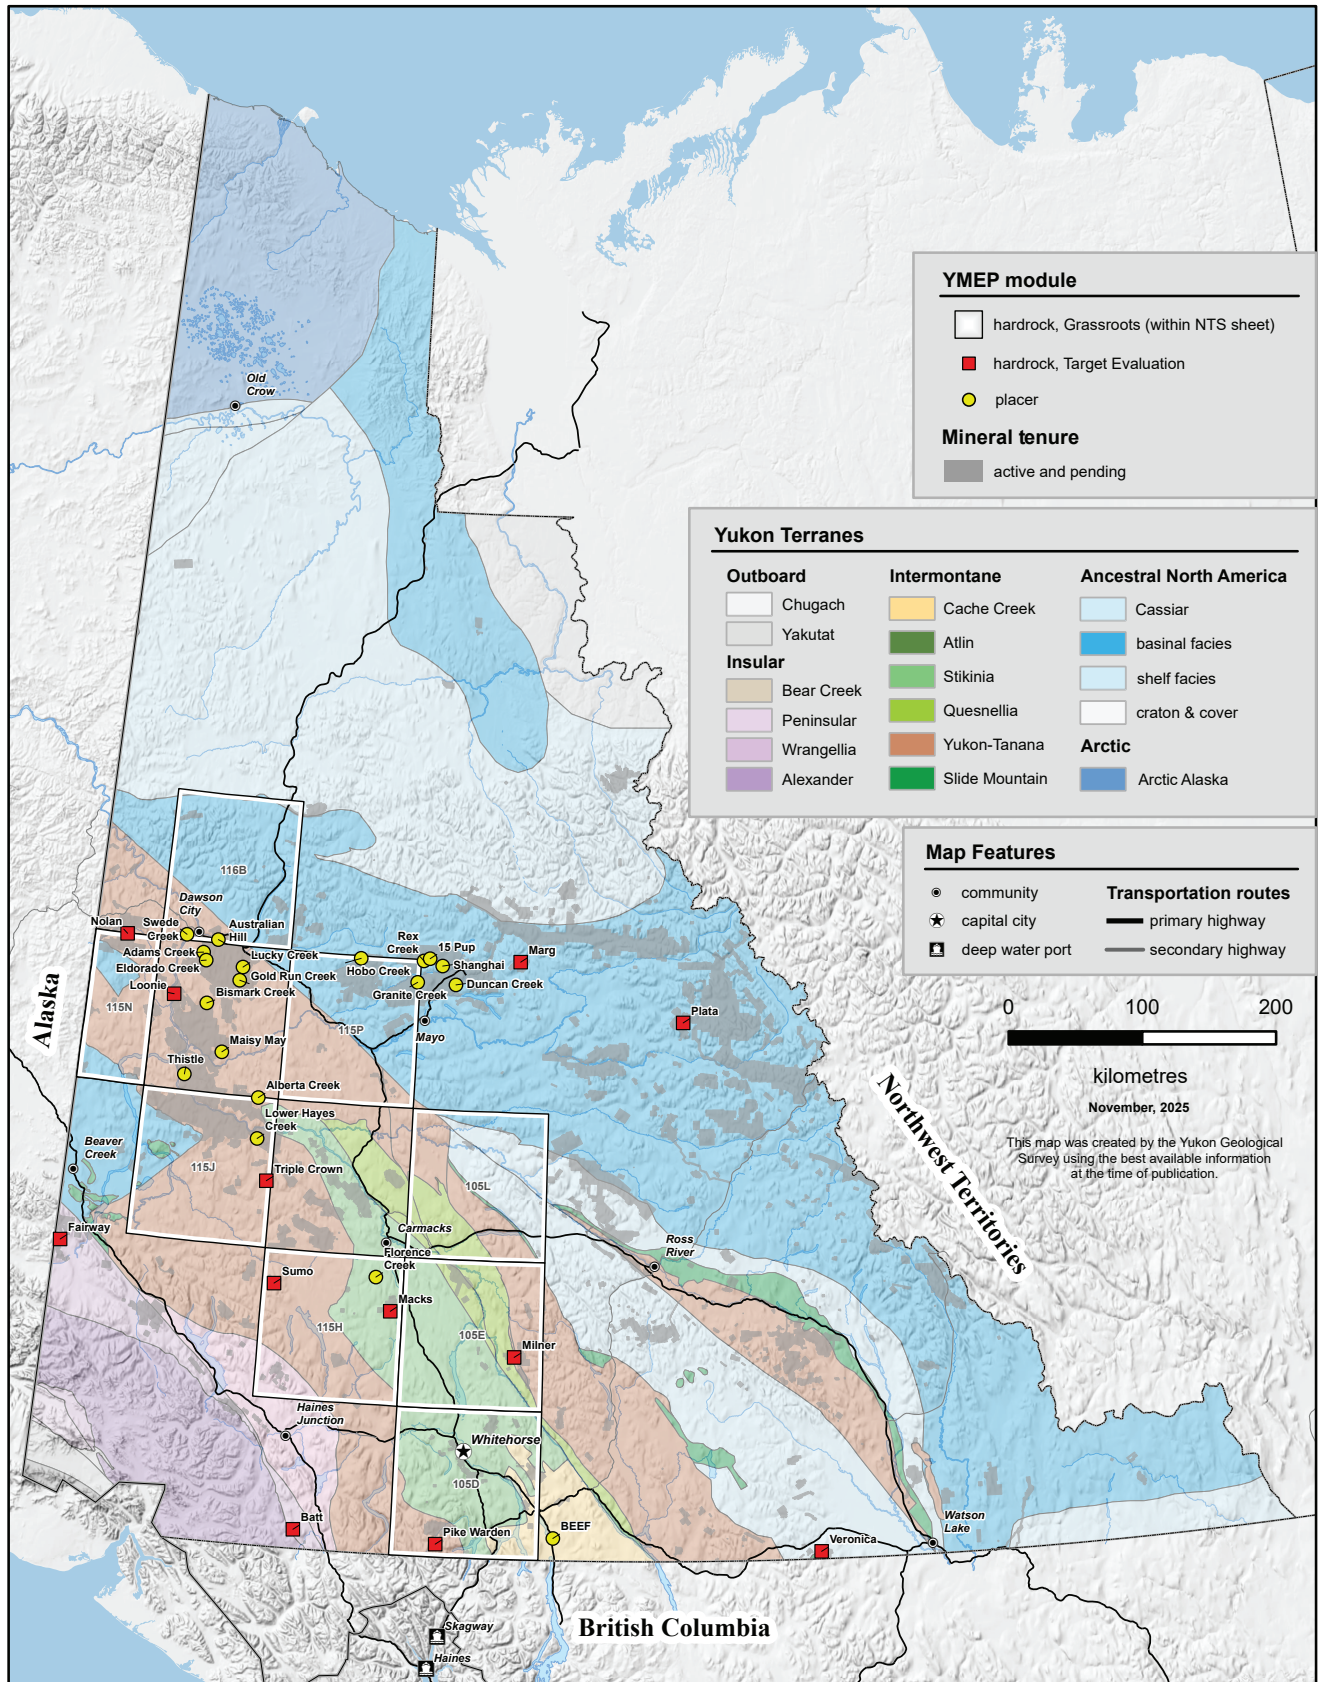 Old
Crow
YMEP module
hardrock, Grassroots (within NTS sheet)
hardrock, Target Evaluation
placer
Mineral tenure
active and pending
Yukon Terranes
Outboard
Chugach
Yakutat
Insular
Bear Creek
Peninsular
Wrangellia
Alexander
Intermontane
Cache Creek
Atlin
Stikinia
Quesnellia
Yukon-Tanana
Slide Mountain
Ancestral North America
Cassiar
basinal facies
shelf facies
craton & cover
Arctic
Arctic Alaska
Map Features
community
capital city
deep water port
Transportation routes
primary highway
secondary highway
0 100 200
kilometres
November, 2025
This map was created by the Yukon Geological
Survey using the best available information
at the time of publication.
116B
Dawson
City
Nolan
Swede
Creek
Australian
Hill
Adams Creek
Lucky Creek
Eldorado Creek
Gold Run Creek
Loonie
Bismark Creek
115N
115P
Rex
Creek
15 Pup
Hobo Creek
Shanghai
Granite Creek
Duncan Creek
Marg
Mayo
Plata
Maisy May
Thistle
Alberta Creek
Lower Hayes
Creek
Alaska
Beaver
Creek
115J
Triple Crown
105L
Fairway
Carmacks
Florence
Creek
Sumo
Macks
115H
105E
Milner
Ross
River
Northwest Territories
Haines
Junction
Whitehorse
105D
Batt
Pike Warden
BEEF
Veronica
Watson
Lake
British Columbia
Skagway
Haines